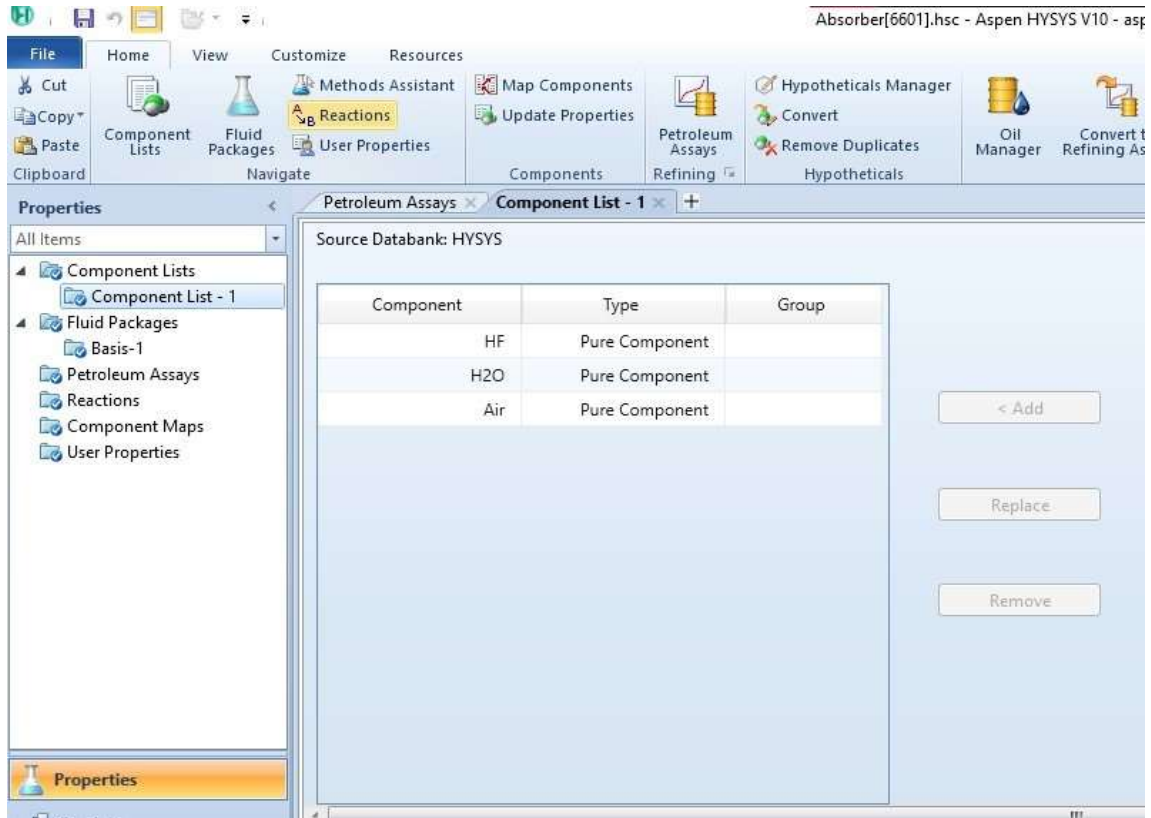 Absorber[6601].hsc - Aspen HYSYS V10 - asp
File Home View Customize Resources
Cut
Copy
Paste
Clipboard
Component Lists
Fluid Packages
Methods Assistant
Reactions
User Properties
Navigate
Map Components
Update Properties
Components
Petroleum Assays
Refining
Hypotheticals Manager
Convert
Remove Duplicates
Hypotheticals
Oil Manager
Convert t
Refining As
Properties
All Items
Component Lists
Component List - 1
Fluid Packages
Basis-1
Petroleum Assays
Reactions
Component Maps
User Properties
Properties
Petroleum Assays Component List - 1 +
Source Databank: HYSYS
Component Type Group
HF Pure Component
H2O Pure Component
Air Pure Component
< Add
Replace
Remove